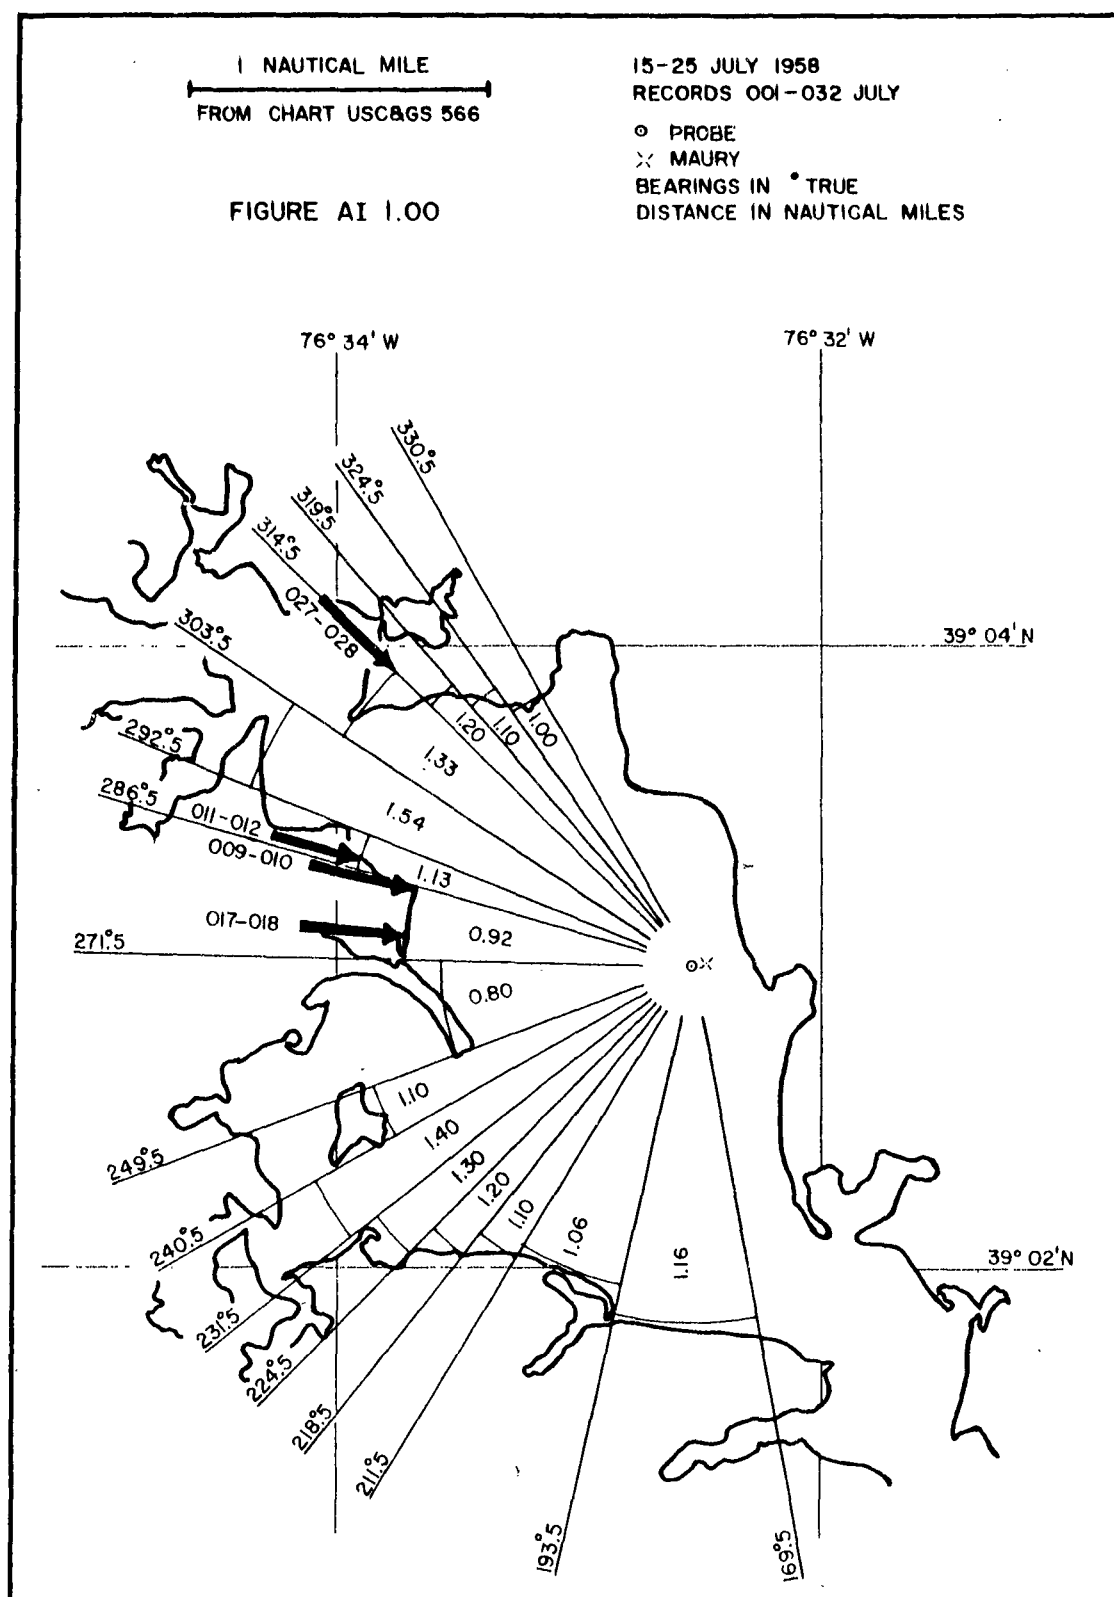 1 NAUTICAL MILE
FROM CHART USC&GS 566
15-25 JULY 1958
RECORDS 001-032 JULY
PROBE
MAURY
BEARINGS IN ° TRUE
DISTANCE IN NAUTICAL MILES
FIGURE AI 1.00
76° 34' W
76° 32' W
330°.5
324°.5
319°.5
314°.5
027-028
303°.5
39° 04' N
1.20
1.10
1.00
292°.5
1.33
286°.5
011-012
1.54
009-010
1.13
017-018
0.92
271°.5
0.80
1.10
249°.5
1.40
1.30
1.20
1.10
1.06
1.16
240°.5
39° 02' N
231°.5
224°.5
218°.5
211°.5
193°.5
169°.5